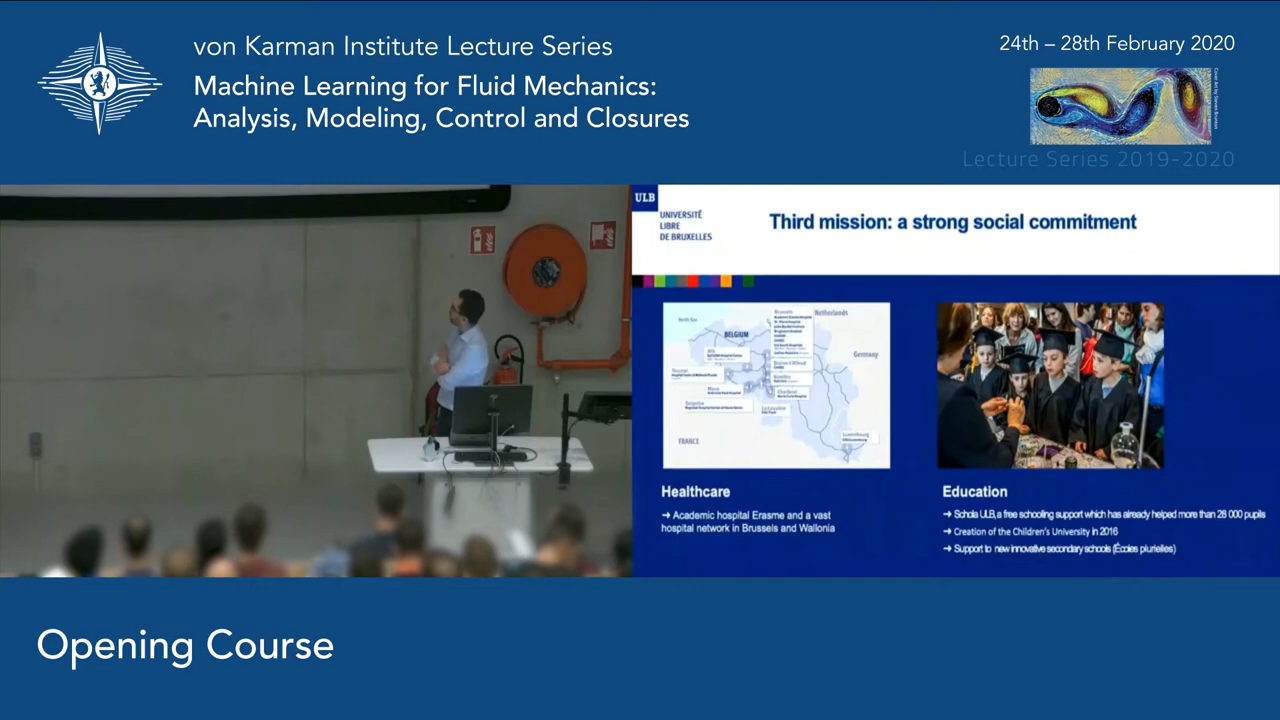 von Karman Institute Lecture Series
Machine Learning for Fluid Mechanics:
Analysis, Modeling, Control and Closures
24th – 28th February 2020
Lecture Series 2019-2020
ULB
UNIVERSITÉ
LIBRE
DE BRUXELLES
Third mission: a strong social commitment
BELGIUM
Netherlands
Germany
FRANCE
Luxembourg
Healthcare
➔ Academic hospital Erasme and a vast
hospital network in Brussels and Wallonia
Education
➔ Schola ULB, a free schooling support which has already helped more than 28 000 pupils
➔ Creation of the Children's University in 2016
➔ Support to new innovative secondary schools (Écoles plurielles)
Opening Course